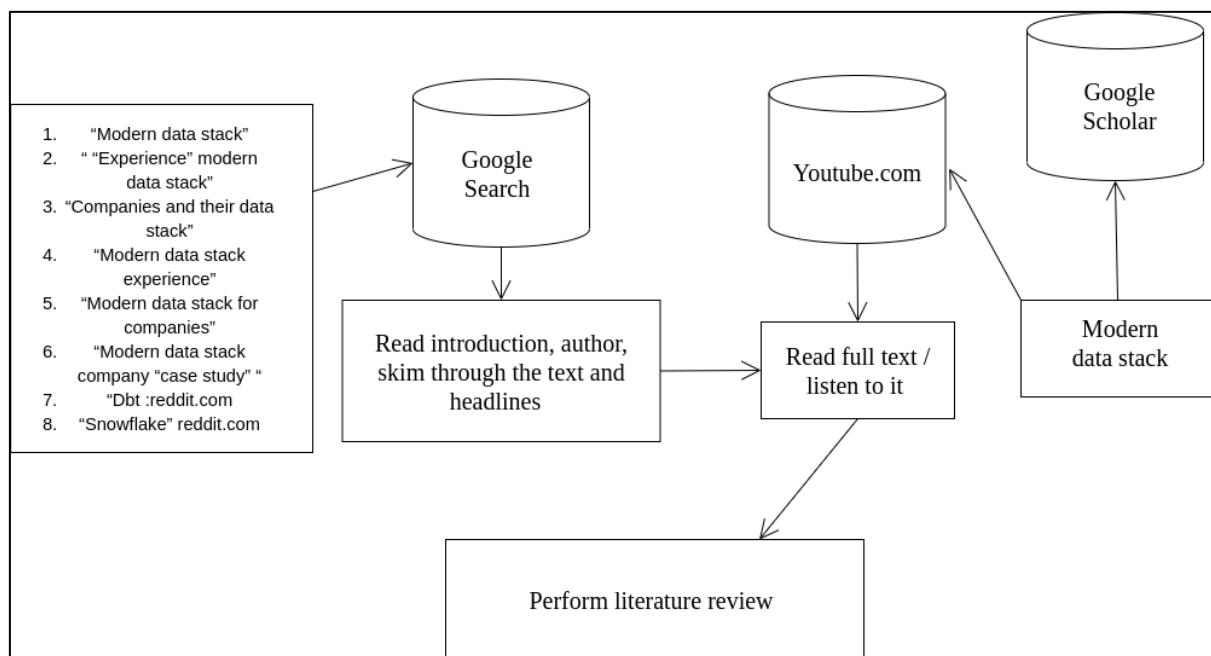 1. “Modern data stack”
2. “ “Experience” modern
data stack”
3. “Companies and their data
stack”
4. “Modern data stack
experience”
5. “Modern data stack for
companies”
6. “Modern data stack
company “case study” “
7. “Dbt :reddit.com
8. “Snowflake” reddit.com
Google
Search
Youtube.com
Google
Scholar
Read introduction, author,
skim through the text and
headlines
Read full text /
listen to it
Modern
data stack
Perform literature review